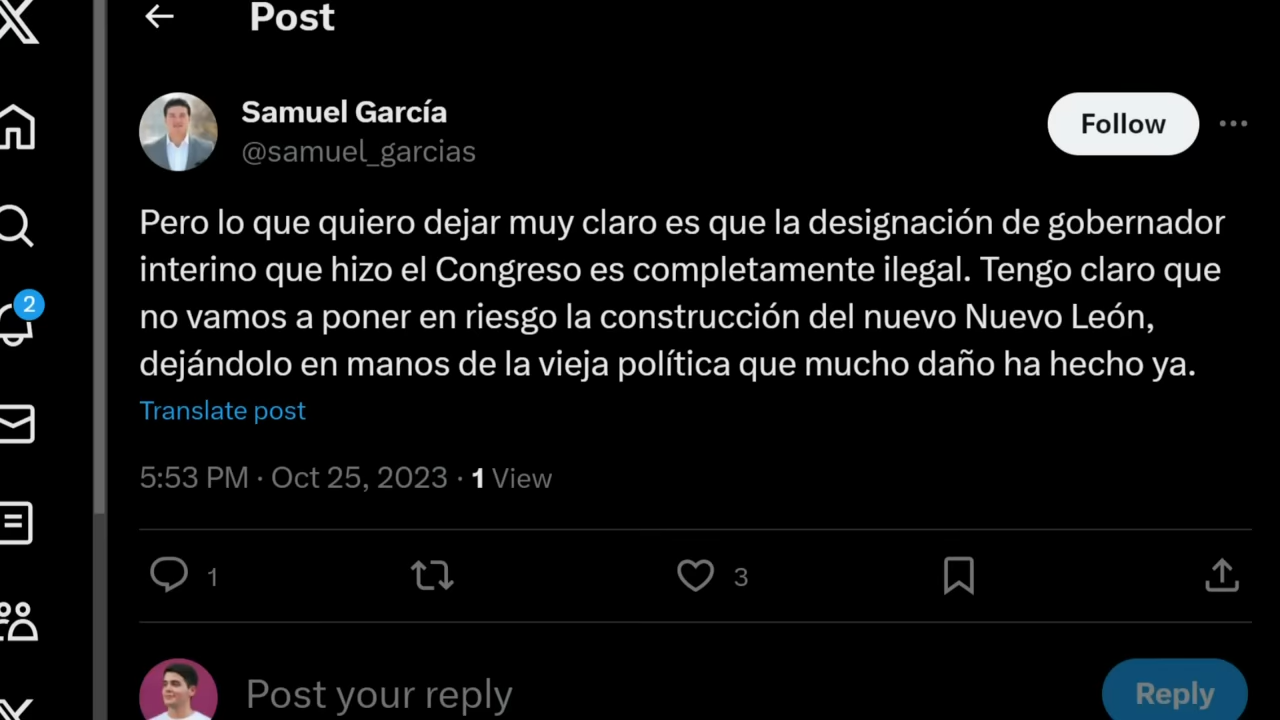 Post
Samuel García
@samuel_garcias
Follow
Pero lo que quiero dejar muy claro es que la designación de gobernador
interino que hizo el Congreso es completamente ilegal. Tengo claro que
no vamos a poner en riesgo la construcción del nuevo Nuevo León,
dejándolo en manos de la vieja política que mucho daño ha hecho ya.
Translate post
5:53 PM · Oct 25, 2023 · 1 View
2
1
3
Post your reply
Reply